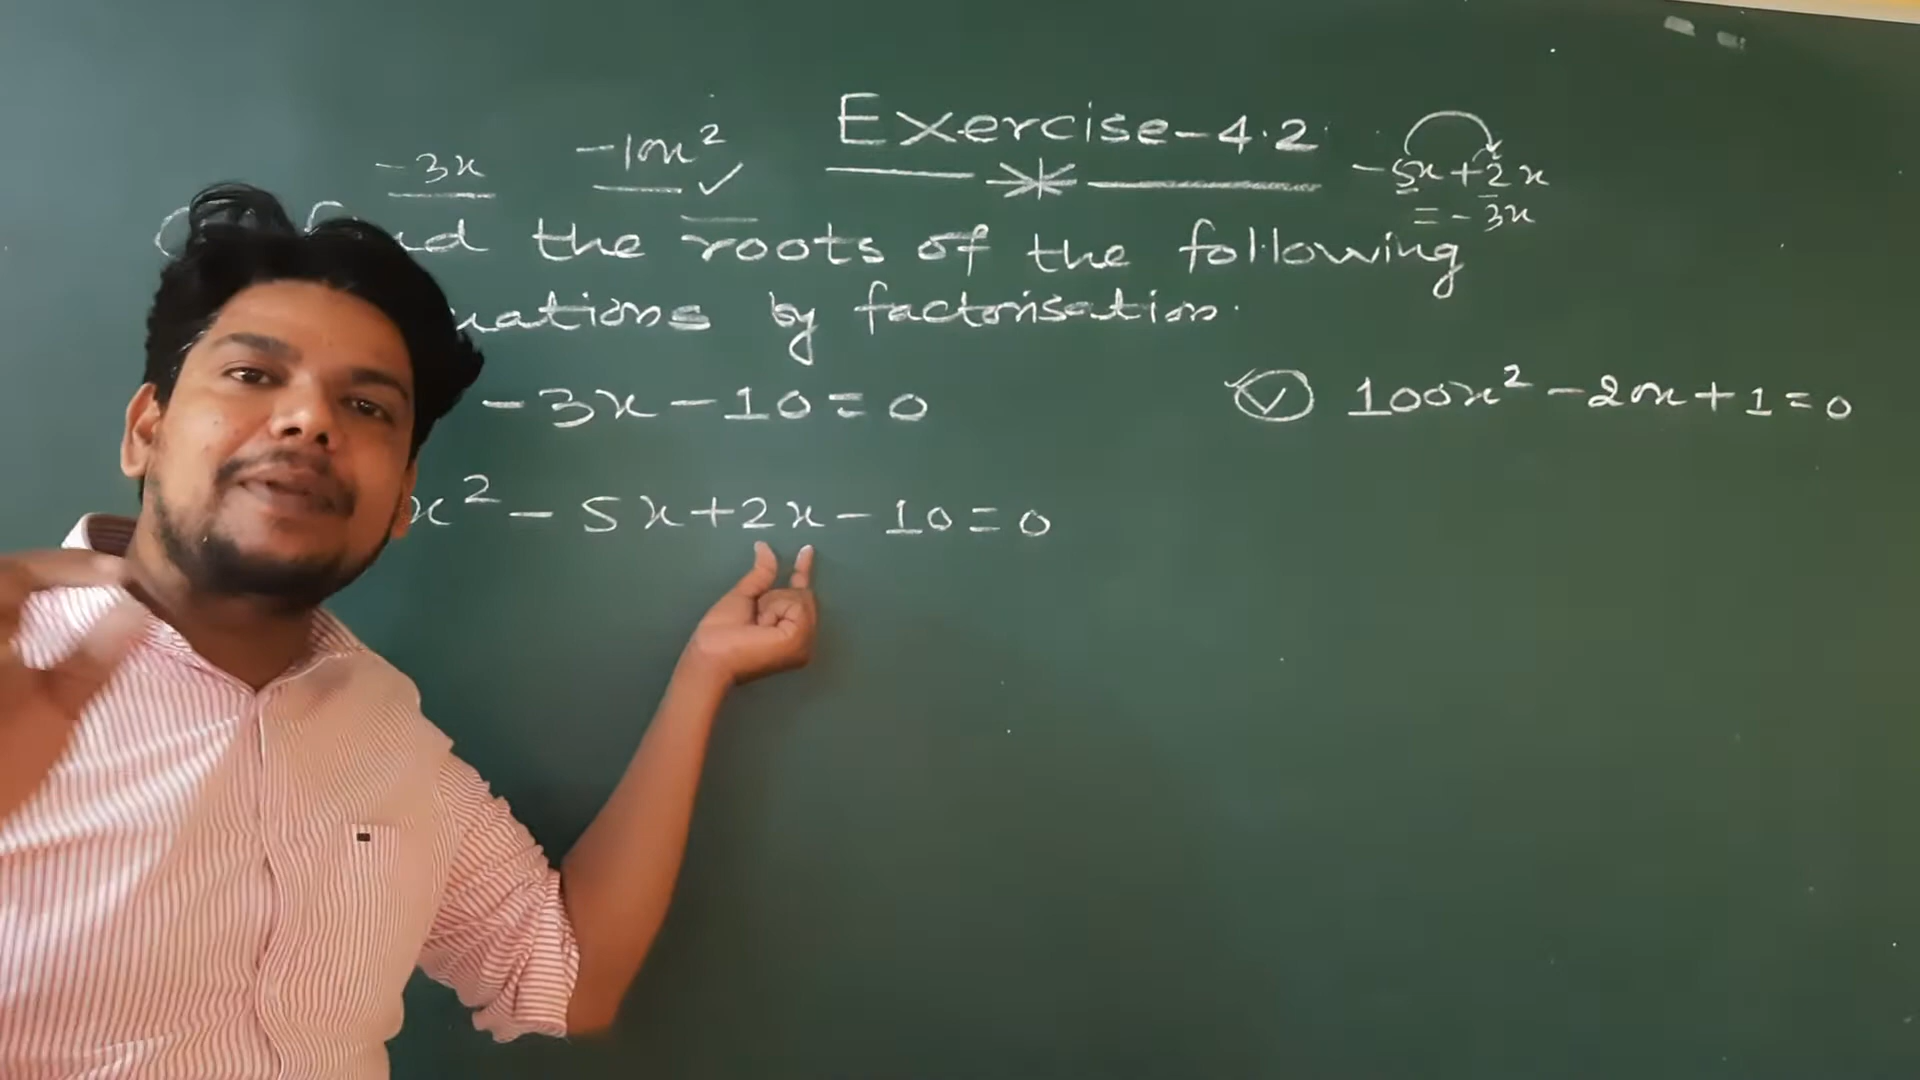 Exercise-4.2
-3x
-10x²✓
-5x+2x
=-3x
the roots of the following
by factorisation.
-3x-10=0
(v) 100x²-20x+1=0
x²-5x+2x-10=0